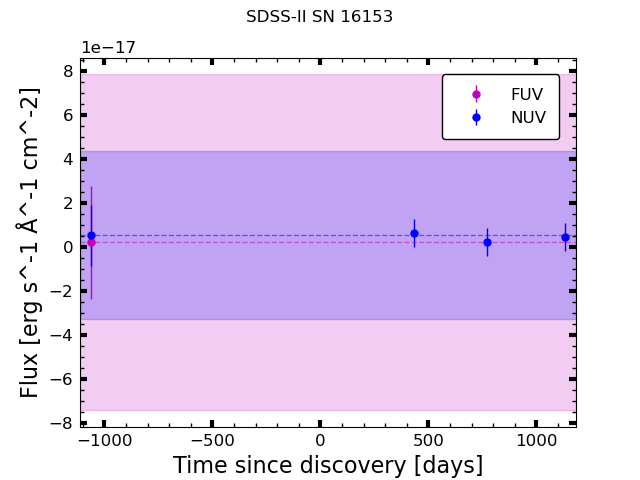 SDSS-II SN 16153
1e−17
8
6
4
2
0
−2
−4
−6
−8
Flux [erg s^-1 Å^-1 cm^-2]
FUV
NUV
−1000 −500 0 500 1000
Time since discovery [days]